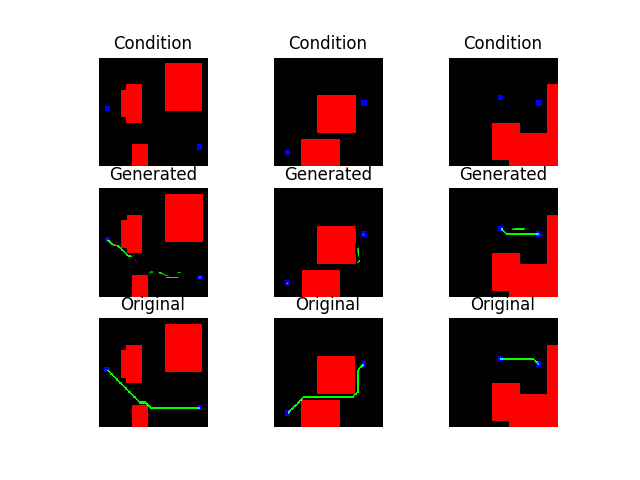 Condition Condition Condition
Generated Generated Generated
Original Original Original